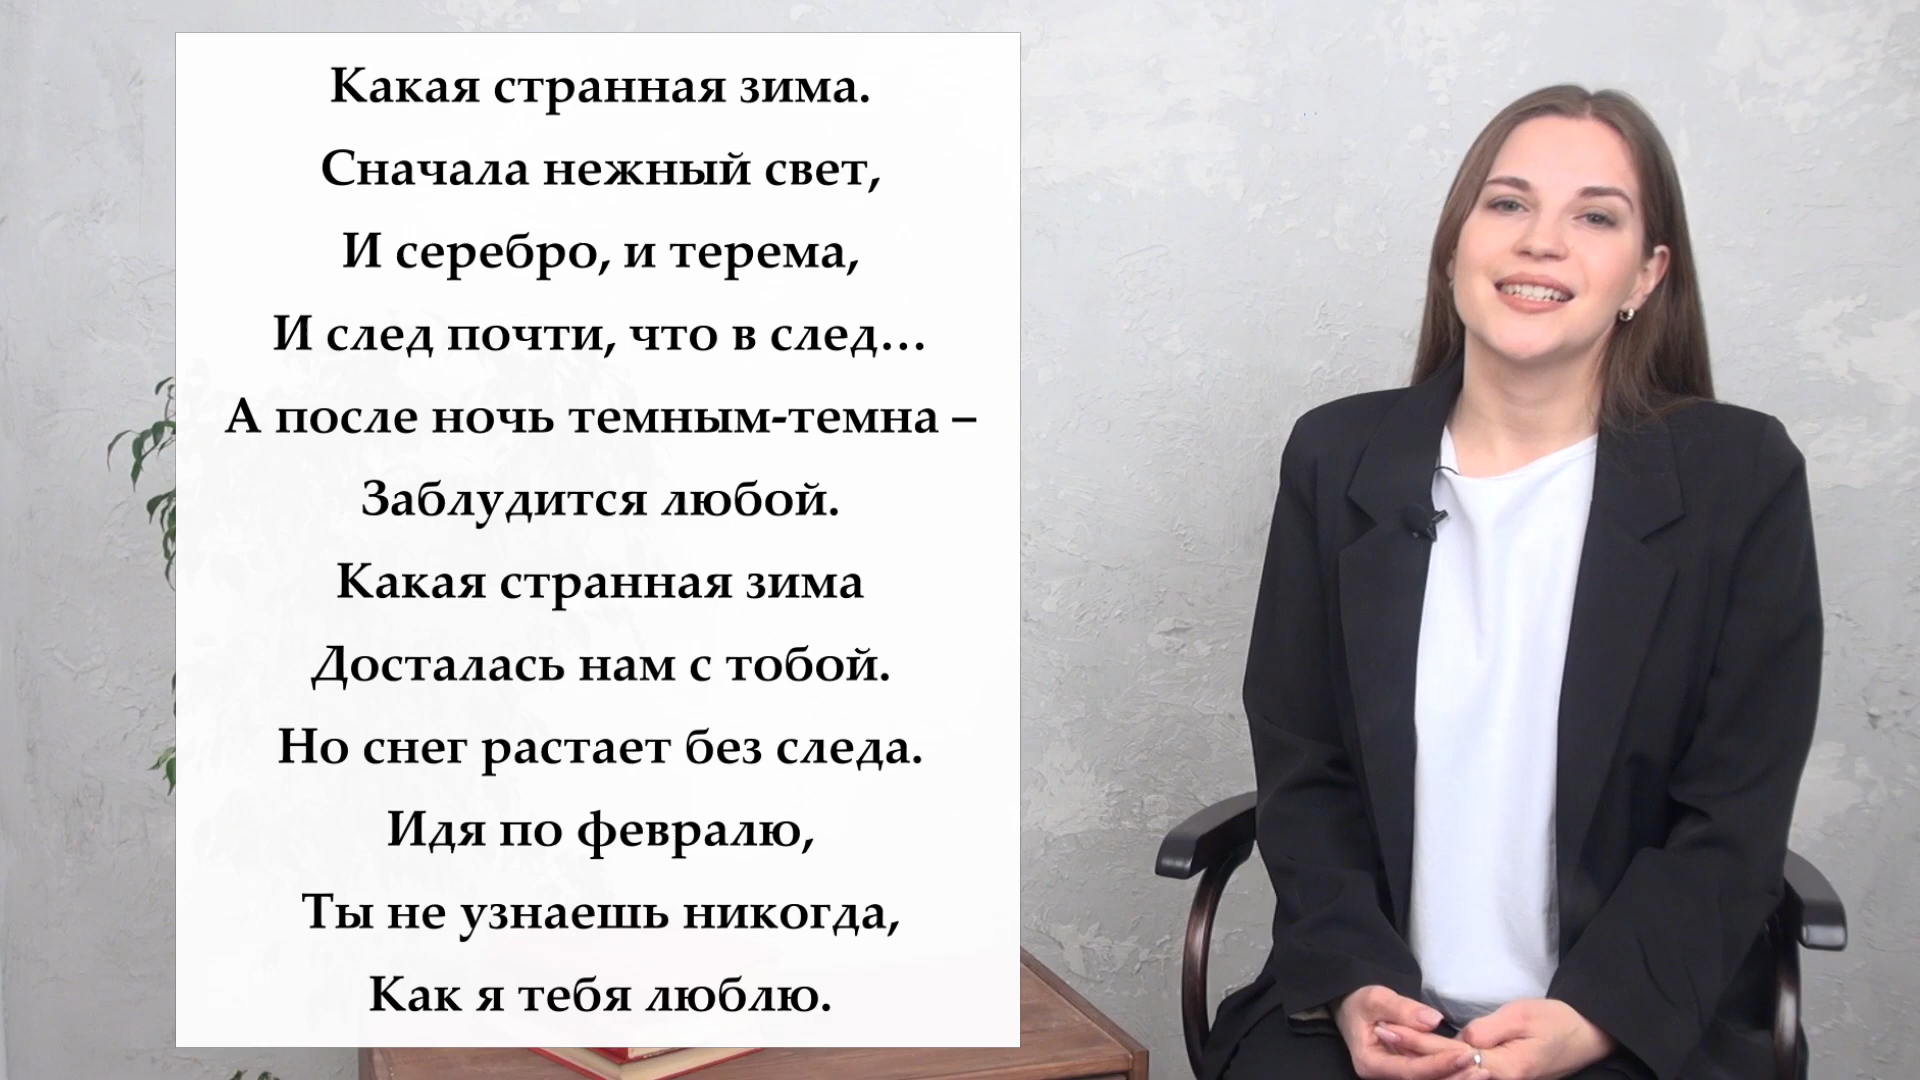 Какая странная зима.
Сначала нежный свет,
И серебро, и терема,
И след почти, что в след…
А после ночь темным-темна –
Заблудится любой.
Какая странная зима
Досталась нам с тобой.
Но снег растает без следа.
Идя по февралю,
Ты не узнаешь никогда,
Как я тебя люблю.